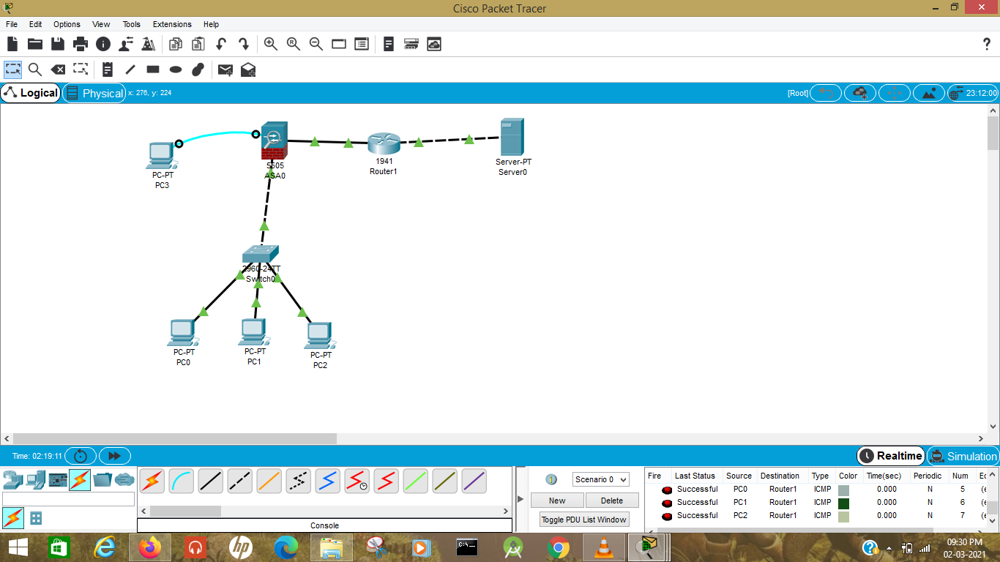 Cisco Packet Tracer
File Edit Options View Tools Extensions Help
Logical Physical x: 276, y: 224 [Root] 23:12:00
5505
ASA0
PC-PT
PC3
1941
Router1
Server-PT
Server0
2960-24TT
Switch0
PC-PT
PC0
PC-PT
PC1
PC-PT
PC2
Time: 02:19:11 Realtime Simulation
Scenario 0
New Delete
Toggle PDU List Window
Console
Fire Last Status Source Destination Type Color Time(sec) Periodic Num
Successful PC0 Router1 ICMP 0.000 N 5
Successful PC1 Router1 ICMP 0.000 N 6
Successful PC2 Router1 ICMP 0.000 N 7
09:30 PM
02-03-2021